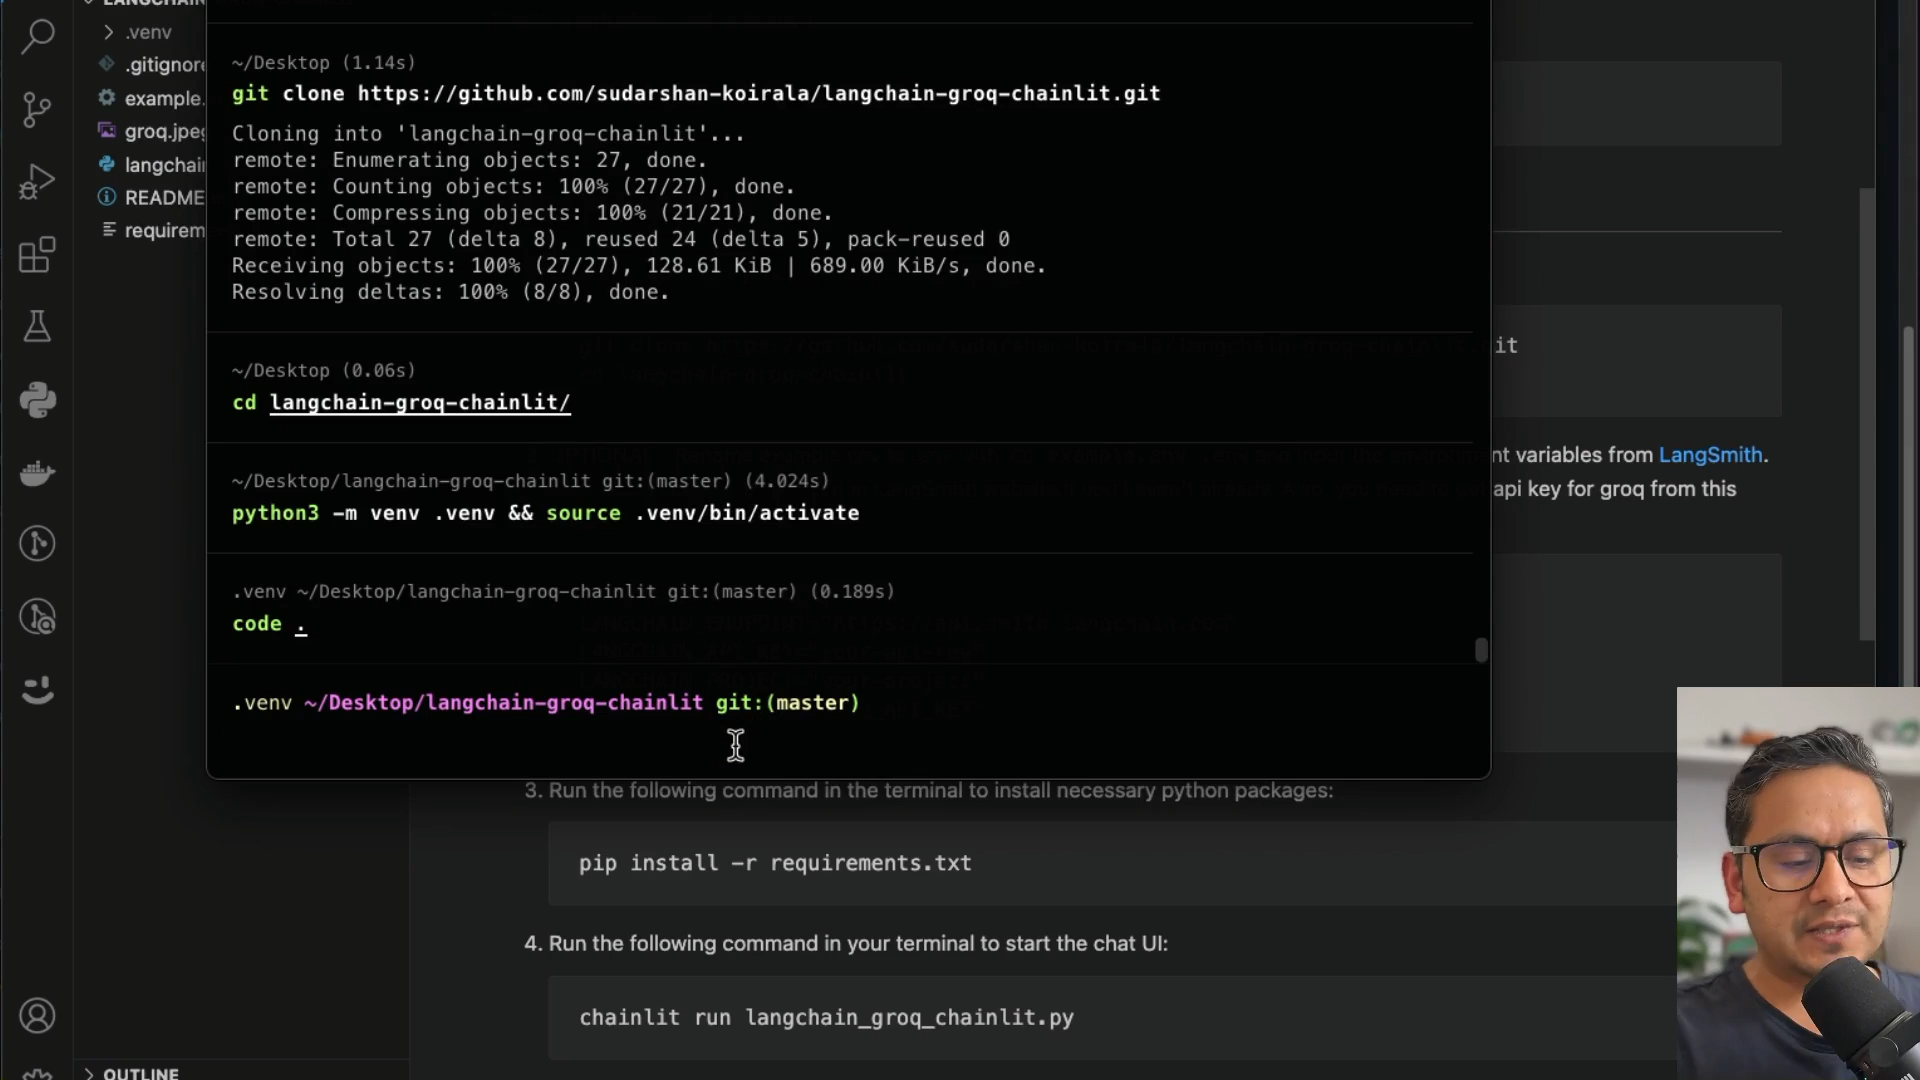 .venv
.gitignore
example.
groq.jpeg
langchai
README
requirem
OUTLINE
~/Desktop (1.14s)
git clone https://github.com/sudarshan-koirala/langchain-groq-chainlit.git
Cloning into 'langchain-groq-chainlit'...
remote: Enumerating objects: 27, done.
remote: Counting objects: 100% (27/27), done.
remote: Compressing objects: 100% (21/21), done.
remote: Total 27 (delta 8), reused 24 (delta 5), pack-reused 0
Receiving objects: 100% (27/27), 128.61 KiB | 689.00 KiB/s, done.
Resolving deltas: 100% (8/8), done.
~/Desktop (0.06s)
cd langchain-groq-chainlit/
~/Desktop/langchain-groq-chainlit git:(master) (4.024s)
python3 -m venv .venv && source .venv/bin/activate
.venv ~/Desktop/langchain-groq-chainlit git:(master) (0.189s)
code .
.venv ~/Desktop/langchain-groq-chainlit git:(master)
it
nt variables from LangSmith.
api key for groq from this
3. Run the following command in the terminal to install necessary python packages:
pip install -r requirements.txt
4. Run the following command in your terminal to start the chat UI:
chainlit run langchain_groq_chainlit.py